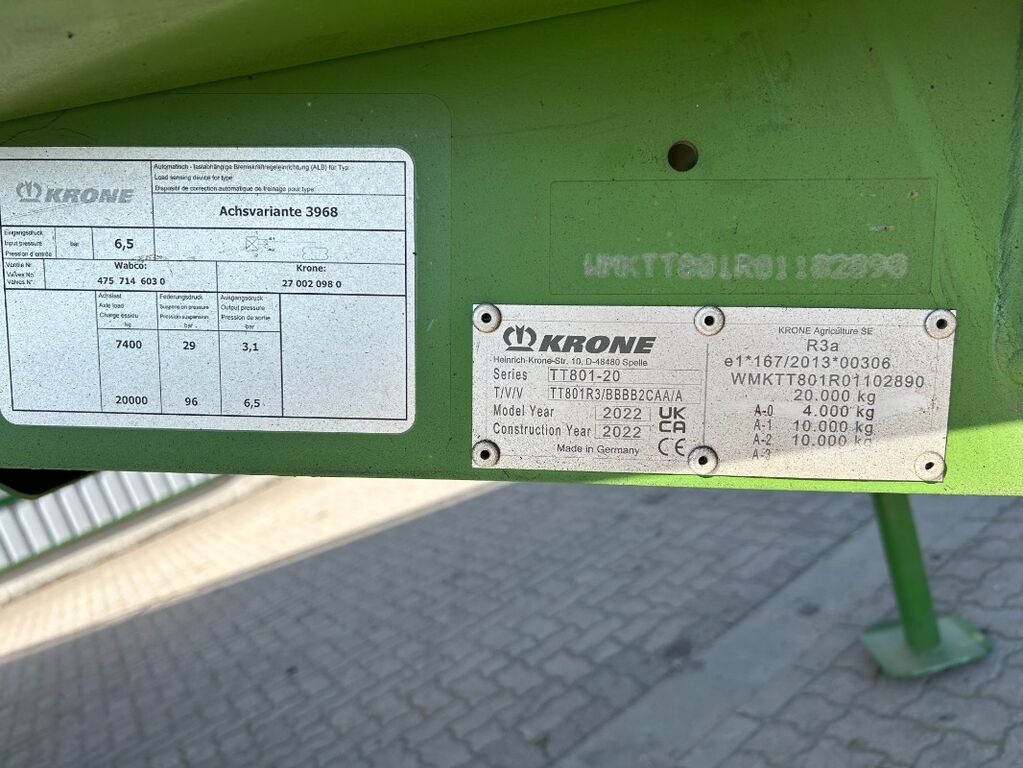 KRONE
Automatisch - lastabhängige Bremskraftregeleinrichtung (ALB) für Typ:
Load sensing device for type:
Dispositif de correction automatique de freinage pour type:
Achsvariante 3968
Eingangsdruck
Input pressure
Pression d'entrée
bar
6,5
Ventile Nr.
Valves No.
Valves N°.
Wabco:
475 714 603 0
Krone:
27 002 098 0
Achslast
Axle load
Charge essieu
kg
Federungsdruck
Suspension pressure
Pression suspension
bar
Ausgangsdruck
Output pressure
Pression de sortie
bar
7400 29 3,1
20000 96 6,5
WMKTT801R01102890
KRONE
Heinrich-Krone-Str. 10, D-48480 Spelle
Series TT801-20
T/V/V TT801R3/BBBB2CAA/A
Model Year 2022
Construction Year 2022
UK
CA
Made in Germany CE
KRONE Agriculture SE
R3a
e1*167/2013*00306
WMKTT801R01102890
20.000 kg
A-0 4.000 kg
A-1 10.000 kg
A-2 10.000 kg
A-3